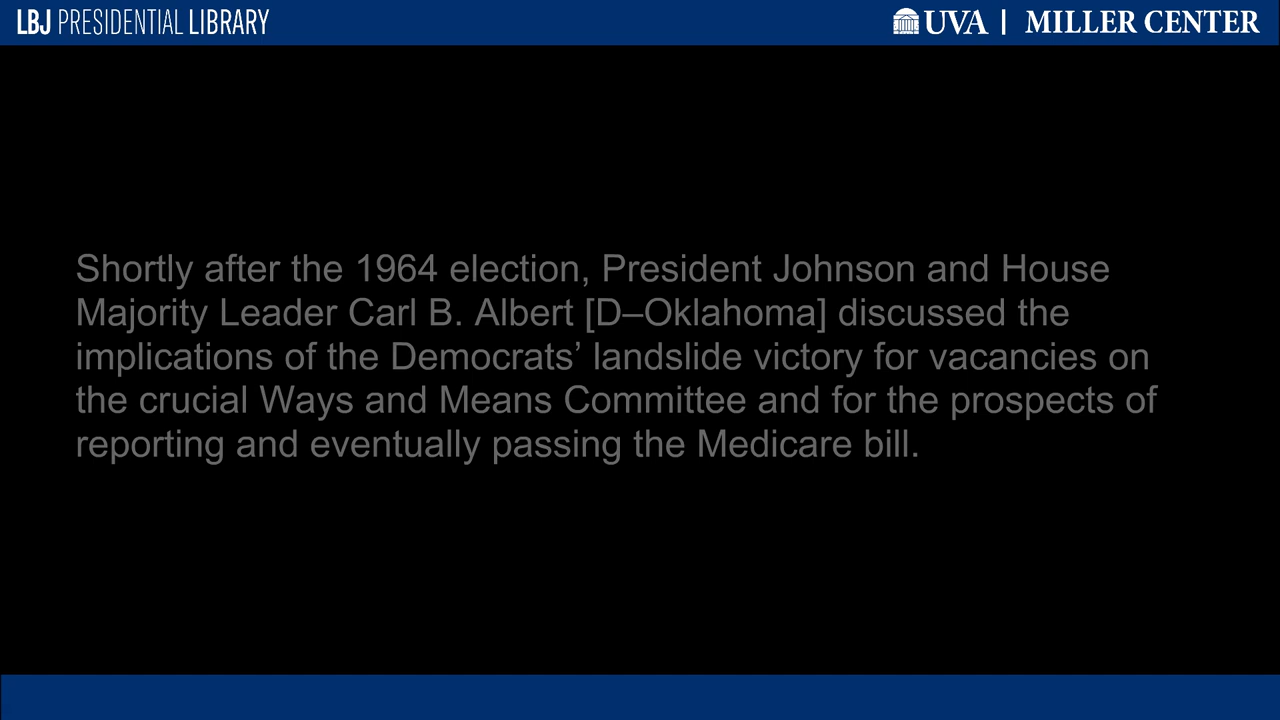 LBJ PRESIDENTIAL LIBRARY
UVA | MILLER CENTER
Shortly after the 1964 election, President Johnson and House
Majority Leader Carl B. Albert [D–Oklahoma] discussed the
implications of the Democrats’ landslide victory for vacancies on
the crucial Ways and Means Committee and for the prospects of
reporting and eventually passing the Medicare bill.